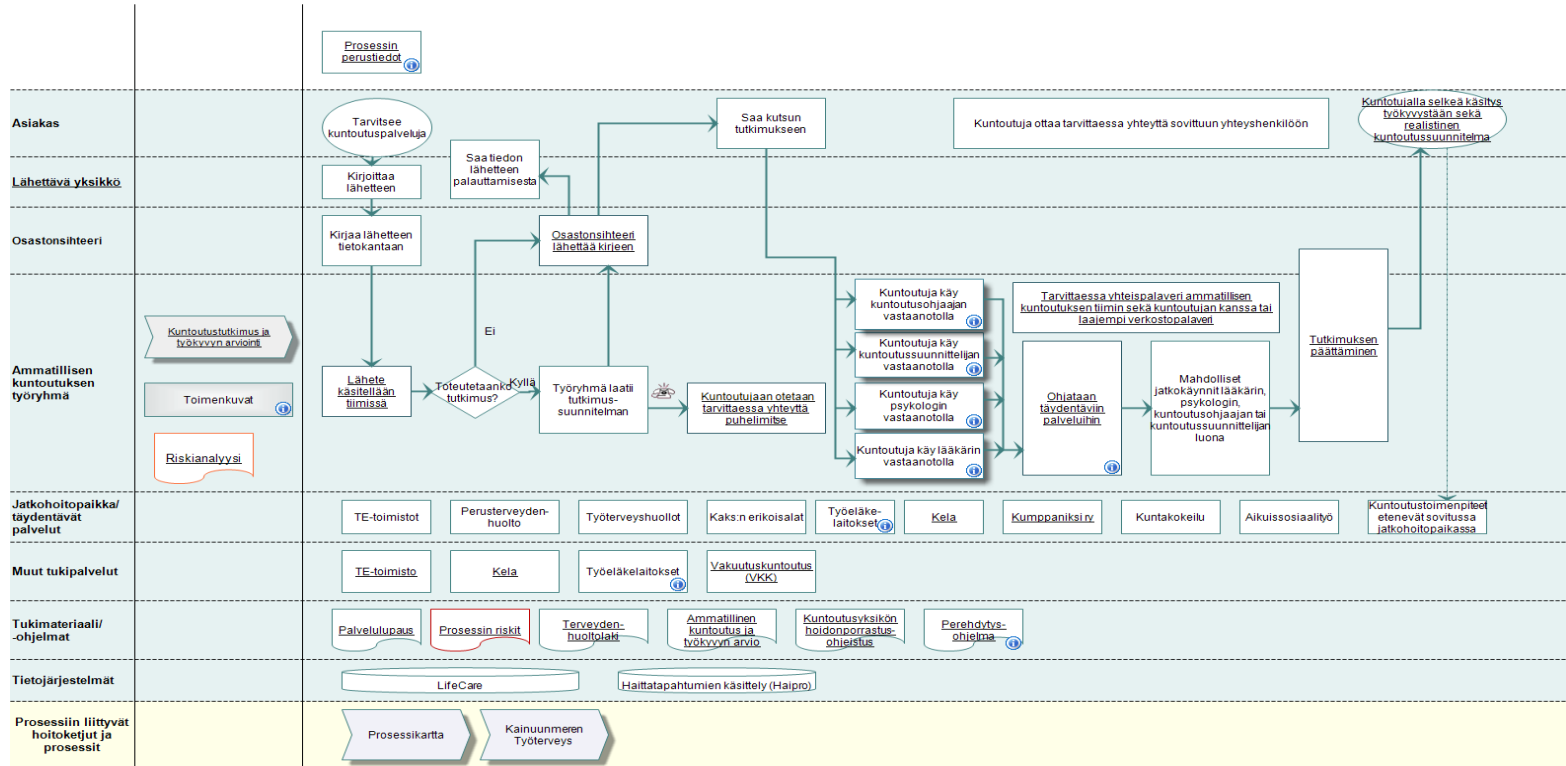 Prosessin
perustiedot
Asiakas
Tarvitsee
kuntoutuspalveluja
Saa kutsun
tutkimukseen
Kuntoutuja ottaa tarvittaessa yhteyttä sovittuun yhteyshenkilöön
Kuntotujalla selkeä käsitys
työkyvystään sekä
realistinen
kuntoutussuunnitelma
Lähettävä yksikkö
Kirjoittaa
lähetteen
Saa tiedon
lähetteen
palauttamisesta
Osastonsihteeri
Kirjaa lähetteen
tietokantaan
Osastonsihteeri
lähettää kirjeen
Ammatillisen
kuntoutuksen
työryhmä
Kuntoutustutkimus ja
työkyvyn arviointi
Toimenkuvat
Riskianalyysi
Lähete
käsitellään
tiimissä
Toteutetaanko
tutkimus?
Ei
Kyllä
Työryhmä laatii
tutkimus-
suunnitelman
Kuntoutujaan otetaan
tarvittaessa yhteyttä
puhelimitse
Kuntoutuja käy
kuntoutusohjaajan
vastaanotolla
Kuntoutuja käy
kuntoutussuunnittelijan
vastaanotolla
Kuntoutuja käy
psykologin
vastaanotolla
Kuntoutuja käy lääkärin
vastaanotolla
Tarvittaessa yhteispalaveri ammatillisen
kuntoutuksen tiimin sekä kuntoutujan kanssa tai
laajempi verkostopalaveri
Ohjataan
täydentäviin
palveluihin
Mahdolliset
jatkokäynnit lääkärin,
psykologin,
kuntoutusohjaajan tai
kuntoutussuunnittelijan
luona
Tutkimuksen
päättäminen
Jatkohoitopaikka/
täydentävät
palvelut
TE-toimistot
Perusterveyden-
huolto
Työterveyshuollot
Kaks:n erikoisalat
Työeläke-
laitokset
Kela
Kumppaniksi rv
Kuntakokeilu
Aikuissosiaalityö
Kuntoutustoimenpiteet
etenevät sovitussa
jatkohoitopaikassa
Muut tukipalvelut
TE-toimisto
Kela
Työeläkelaitokset
Vakuutuskuntoutus
(VKK)
Tukimateriaali/
-ohjelmat
Palvelulupaus
Prosessin riskit
Terveyden-
huoltolaki
Ammatillinen
kuntoutus ja
työkyvyn arvio
Kuntoutusyksikön
hoidonporrastus-
ohjeistus
Perehdytys-
ohjelma
Tietojärjestelmät
LifeCare
Haittatapahtumien käsittely (Haipro)
Prosessiin liittyvät
hoitoketjut ja
prosessit
Prosessikartta
Kainuunmeren
Työterveys